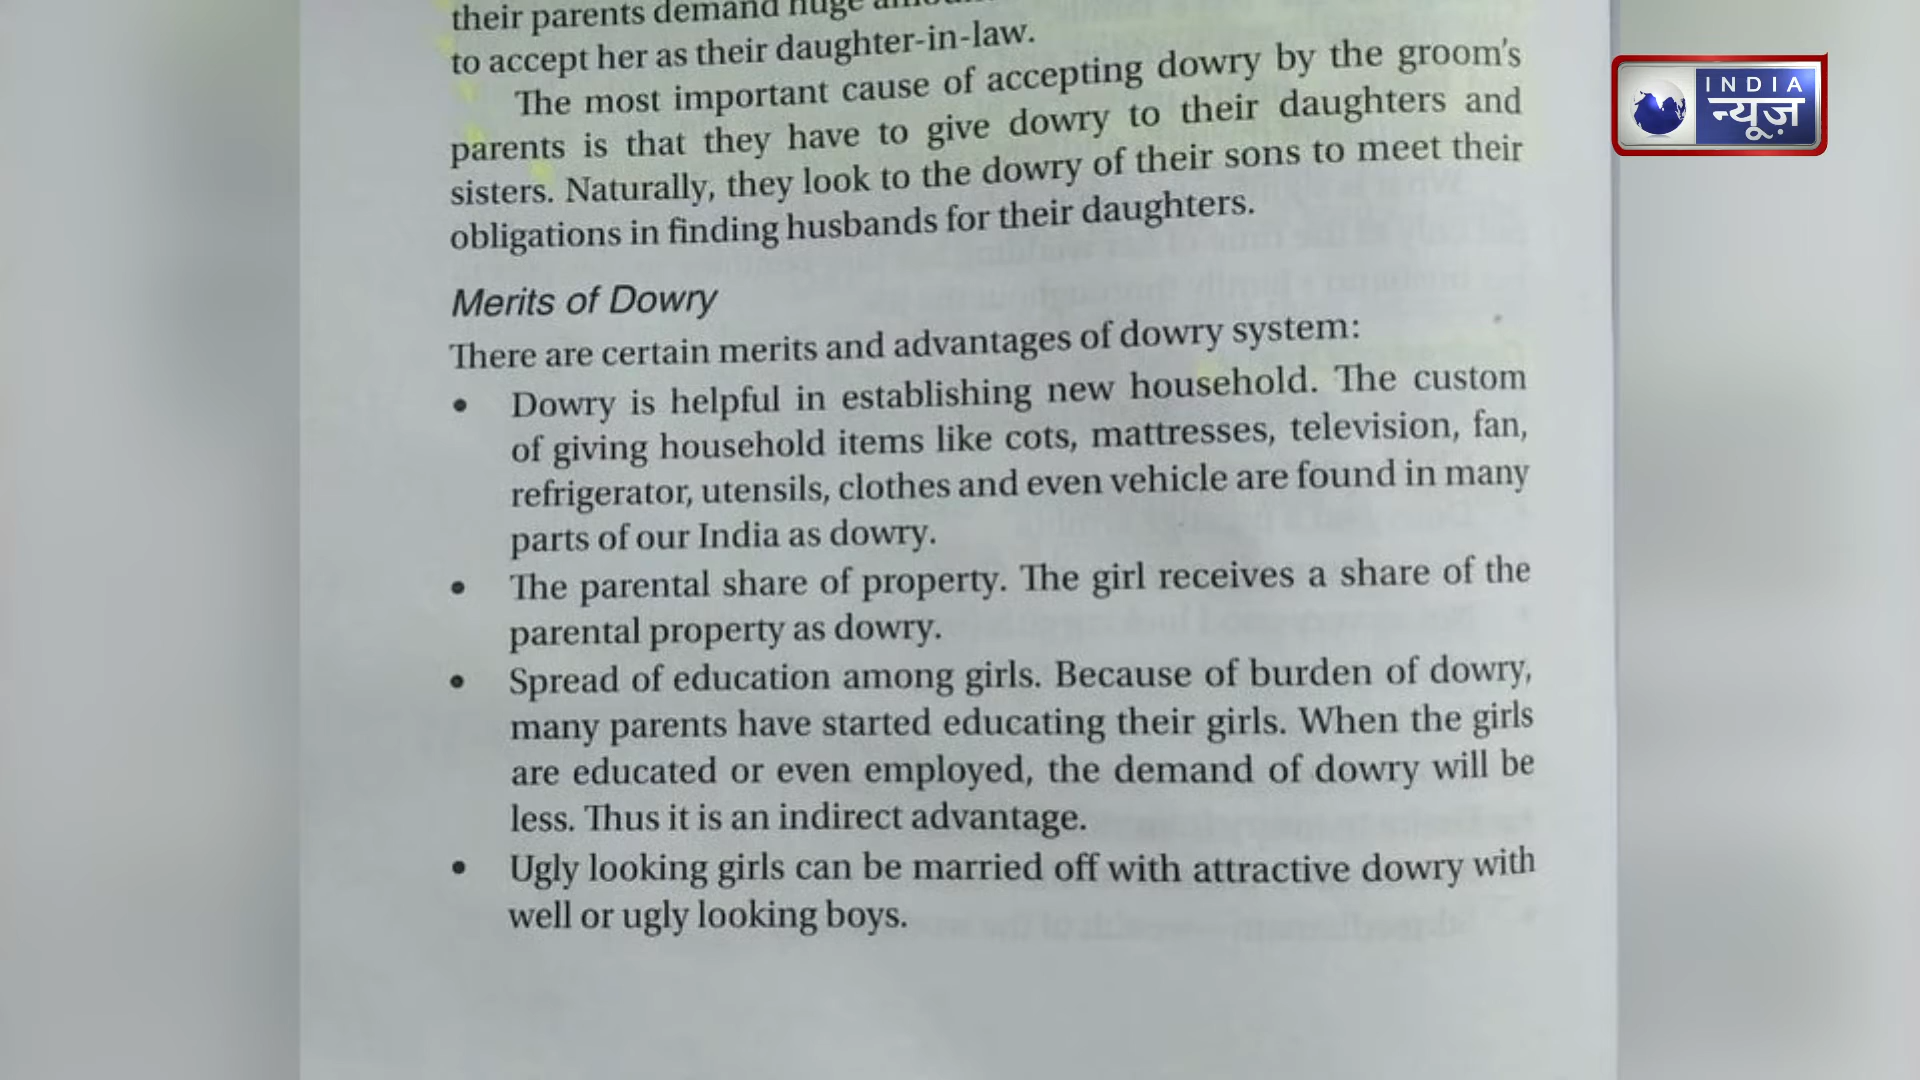 their parents demand huge
to accept her as their daughter-in-law.
The most important cause of accepting dowry by the groom's
parents is that they have to give dowry to their daughters and
sisters. Naturally, they look to the dowry of their sons to meet their
obligations in finding husbands for their daughters.
Merits of Dowry
There are certain merits and advantages of dowry system:
• Dowry is helpful in establishing new household. The custom
of giving household items like cots, mattresses, television, fan,
refrigerator, utensils, clothes and even vehicle are found in many
parts of our India as dowry.
• The parental share of property. The girl receives a share of the
parental property as dowry.
• Spread of education among girls. Because of burden of dowry,
many parents have started educating their girls. When the girls
are educated or even employed, the demand of dowry will be
less. Thus it is an indirect advantage.
• Ugly looking girls can be married off with attractive dowry with
well or ugly looking boys.
INDIA
न्यूज़